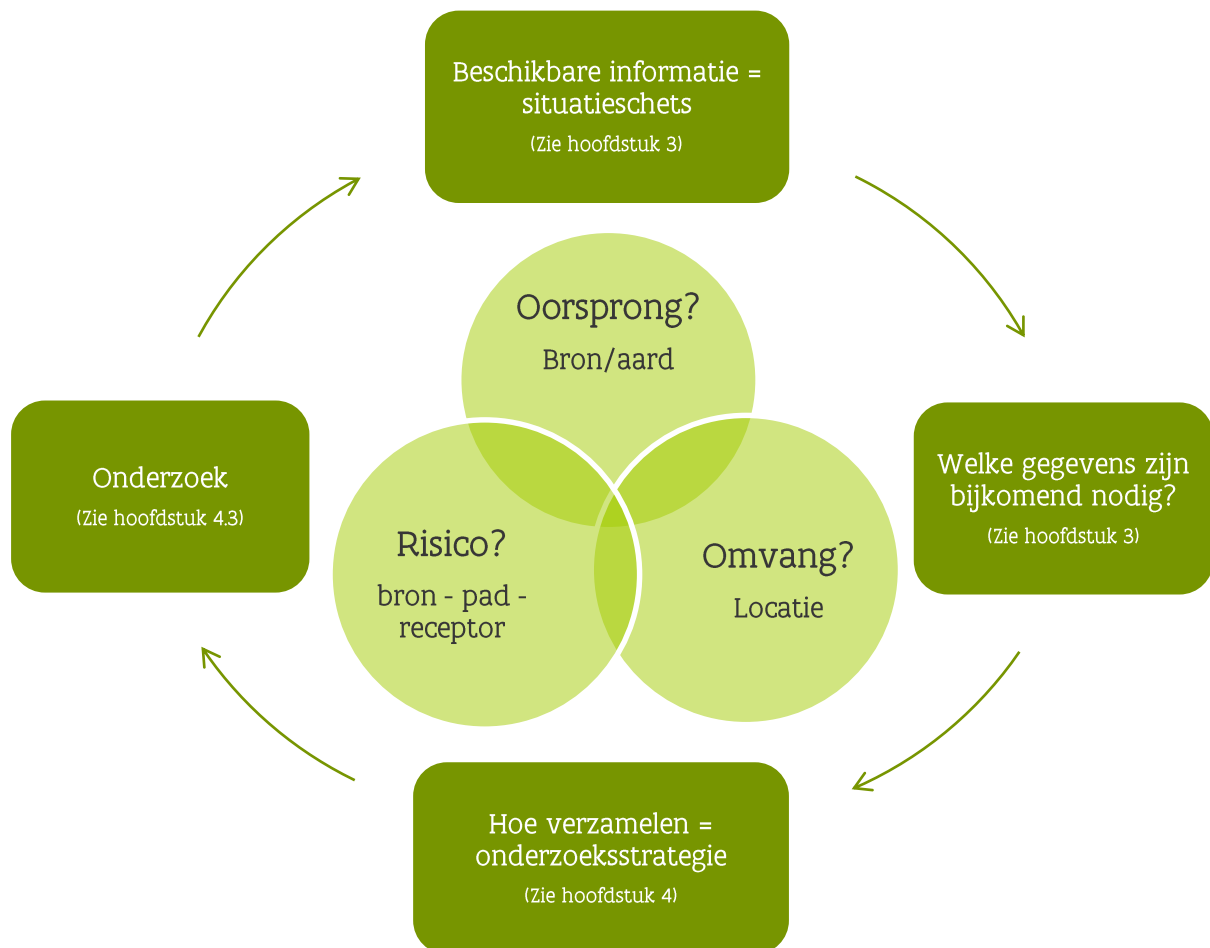 Beschikbare informatie =
situatieschets
(Zie hoofdstuk 3)
Oorsprong?
Bron/aard
Onderzoek
(Zie hoofdstuk 4.3)
Welke gegevens zijn
bijkomend nodig?
(Zie hoofdstuk 3)
Risico?
bron - pad -
receptor
Omvang?
Locatie
Hoe verzamelen =
onderzoeksstrategie
(Zie hoofdstuk 4)